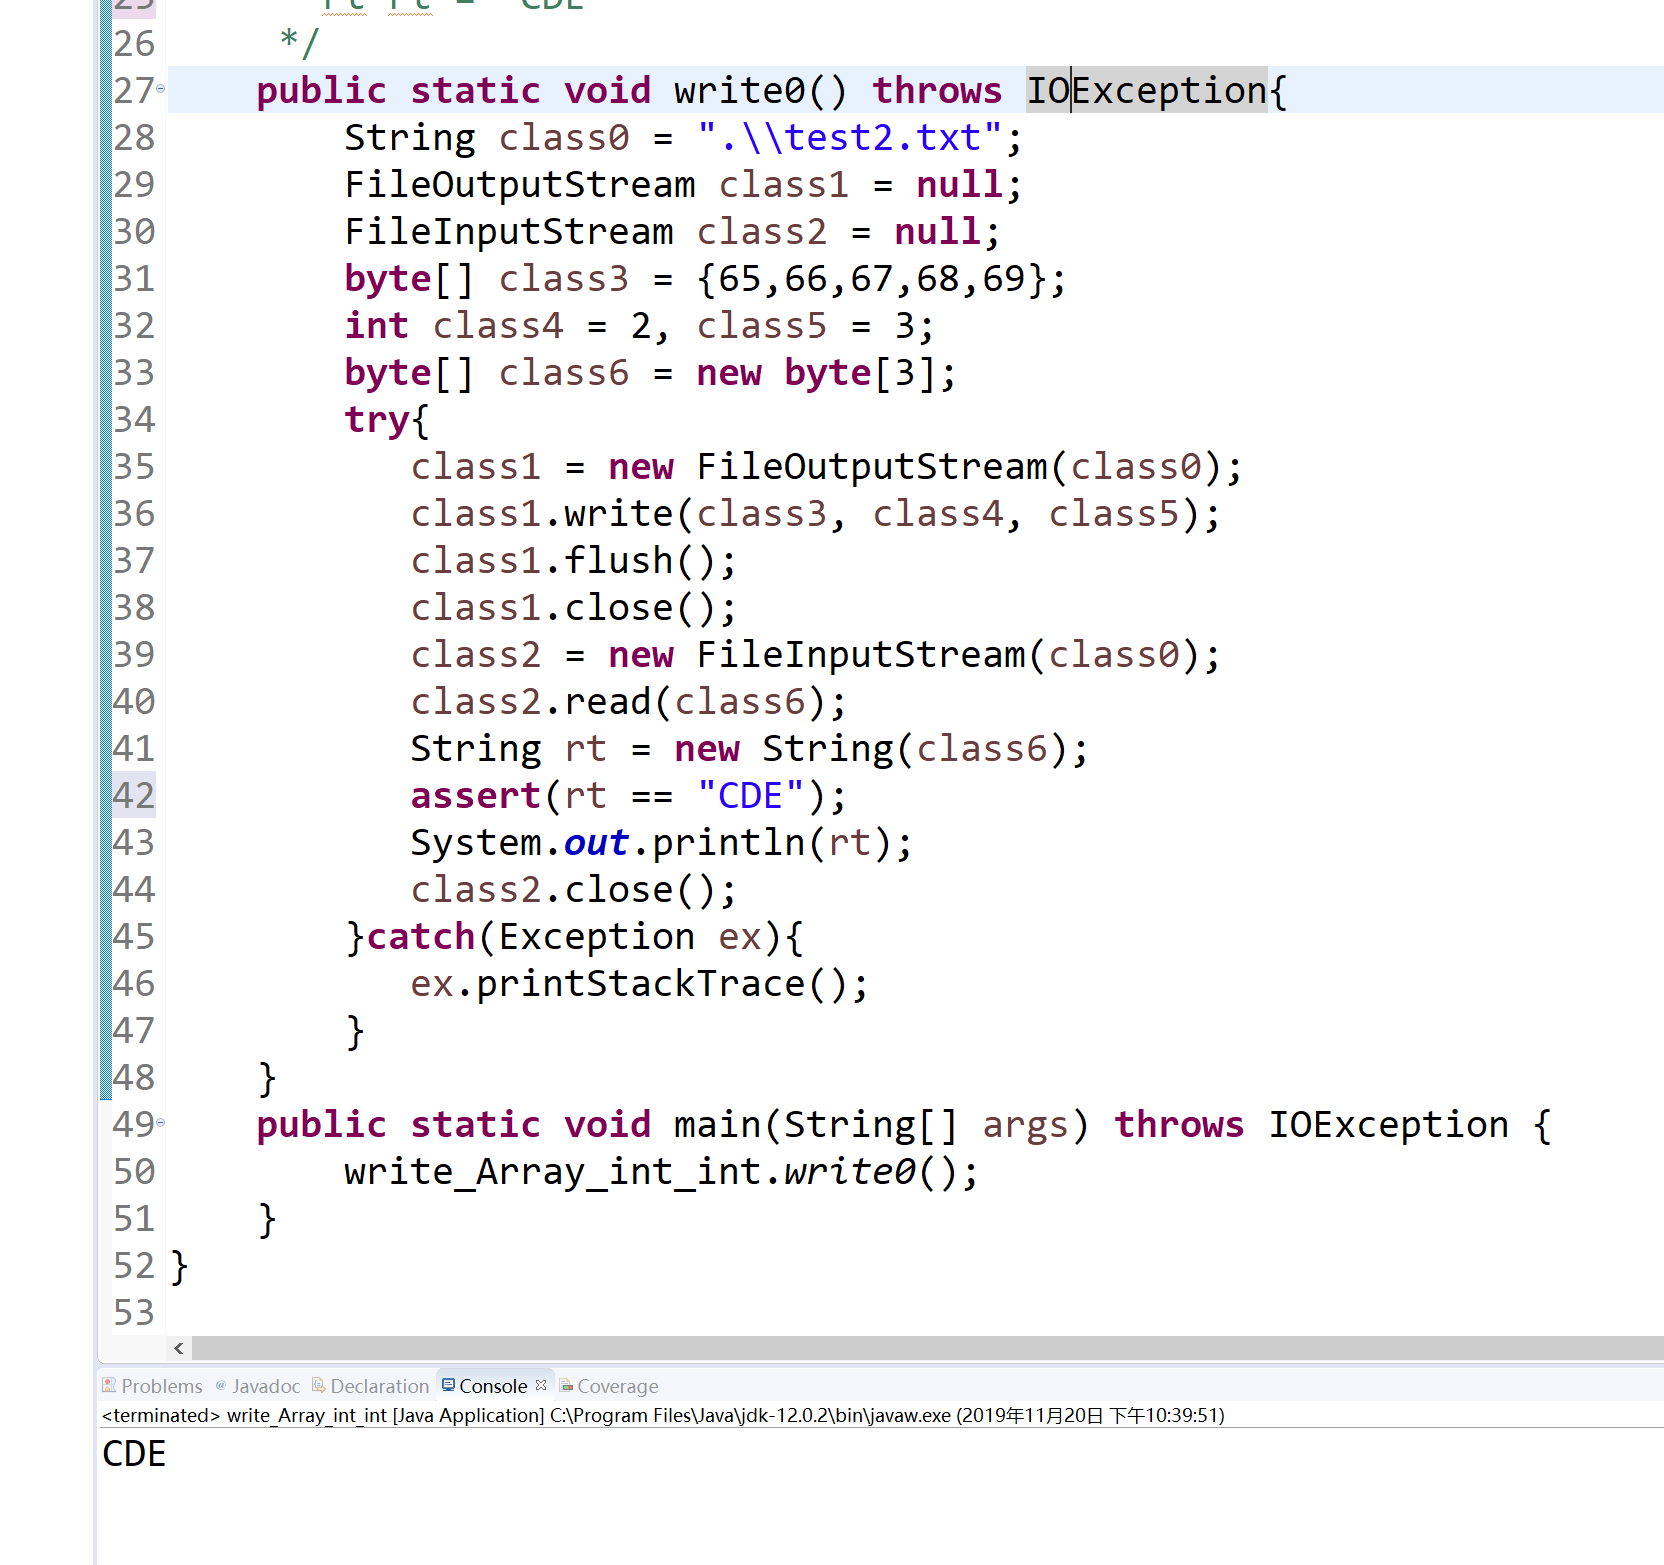 25 rt rt = "CDE"
26 */
27 public static void write0() throws IOException{
28 String class0 = ".\\test2.txt";
29 FileOutputStream class1 = null;
30 FileInputStream class2 = null;
31 byte[] class3 = {65,66,67,68,69};
32 int class4 = 2, class5 = 3;
33 byte[] class6 = new byte[3];
34 try{
35 class1 = new FileOutputStream(class0);
36 class1.write(class3, class4, class5);
37 class1.flush();
38 class1.close();
39 class2 = new FileInputStream(class0);
40 class2.read(class6);
41 String rt = new String(class6);
42 assert(rt == "CDE");
43 System.out.println(rt);
44 class2.close();
45 }catch(Exception ex){
46 ex.printStackTrace();
47 }
48 }
49 public static void main(String[] args) throws IOException {
50 write_Array_int_int.write0();
51 }
52 }
53
Problems @ Javadoc Declaration Console Coverage
<terminated> write_Array_int_int [Java Application] C:\Program Files\Java\jdk-12.0.2\bin\javaw.exe (2019年11月20日 下午10:39:51)
CDE